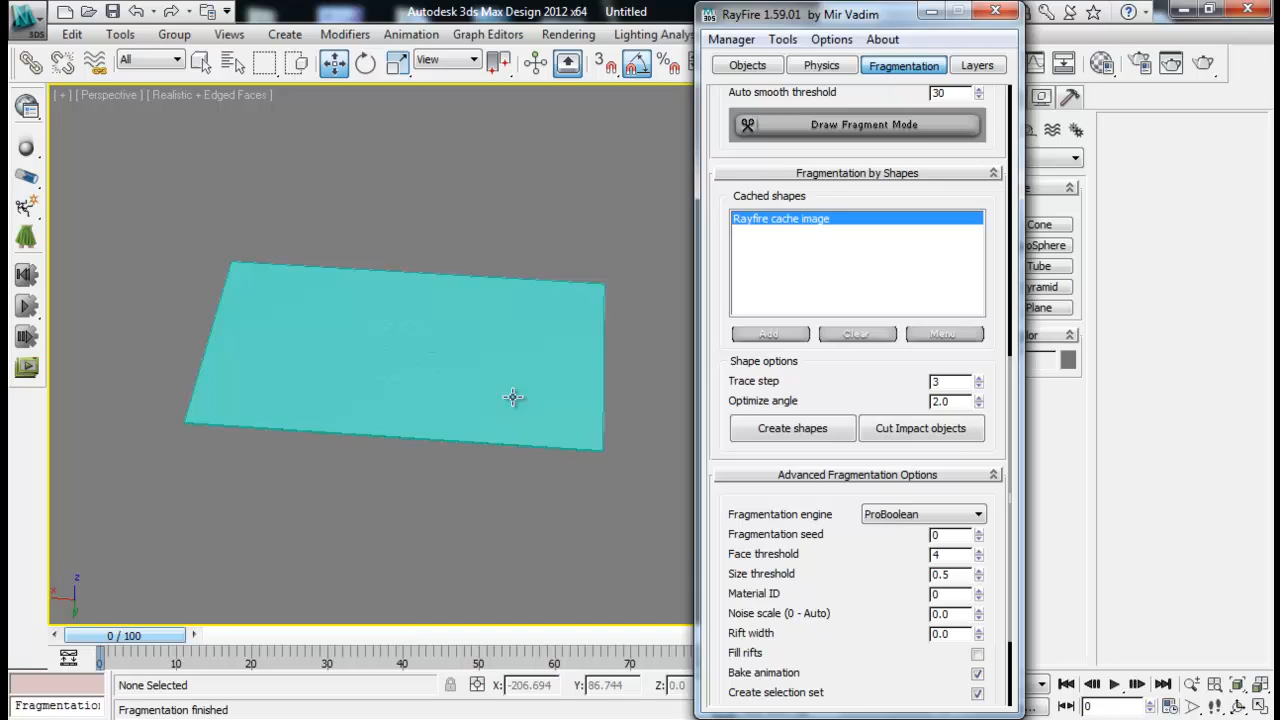 Autodesk 3ds Max Design 2012 x64 Untitled
Edit Tools Group Views Create Modifiers Animation Graph Editors Rendering Lighting Analys
All View
[ + ] [ Perspective ] [ Realistic + Edged Faces ]
RayFire 1.59.01 by Mir Vadim
Manager Tools Options About
Objects Physics Fragmentation Layers
Auto smooth threshold 30
Draw Fragment Mode
Fragmentation by Shapes
Cached shapes
Rayfire cache image
Add Clear Menu
Shape options
Trace step 3
Optimize angle 2.0
Create shapes Cut Impact objects
Advanced Fragmentation Options
Fragmentation engine ProBoolean
Fragmentation seed 0
Face threshold 4
Size threshold 0.5
Material ID 0
Noise scale (0 - Auto) 0.0
Rift width 0.0
Fill rifts
Bake animation
Create selection set
Cone
oSphere
Tube
yramid
Plane
lor
z
x
y
0 / 100
0 10 20 30 40 50 60 70
None Selected X: -206.694 Y: 86.744 Z: 0.0
Fragmentation Fragmentation finished
0